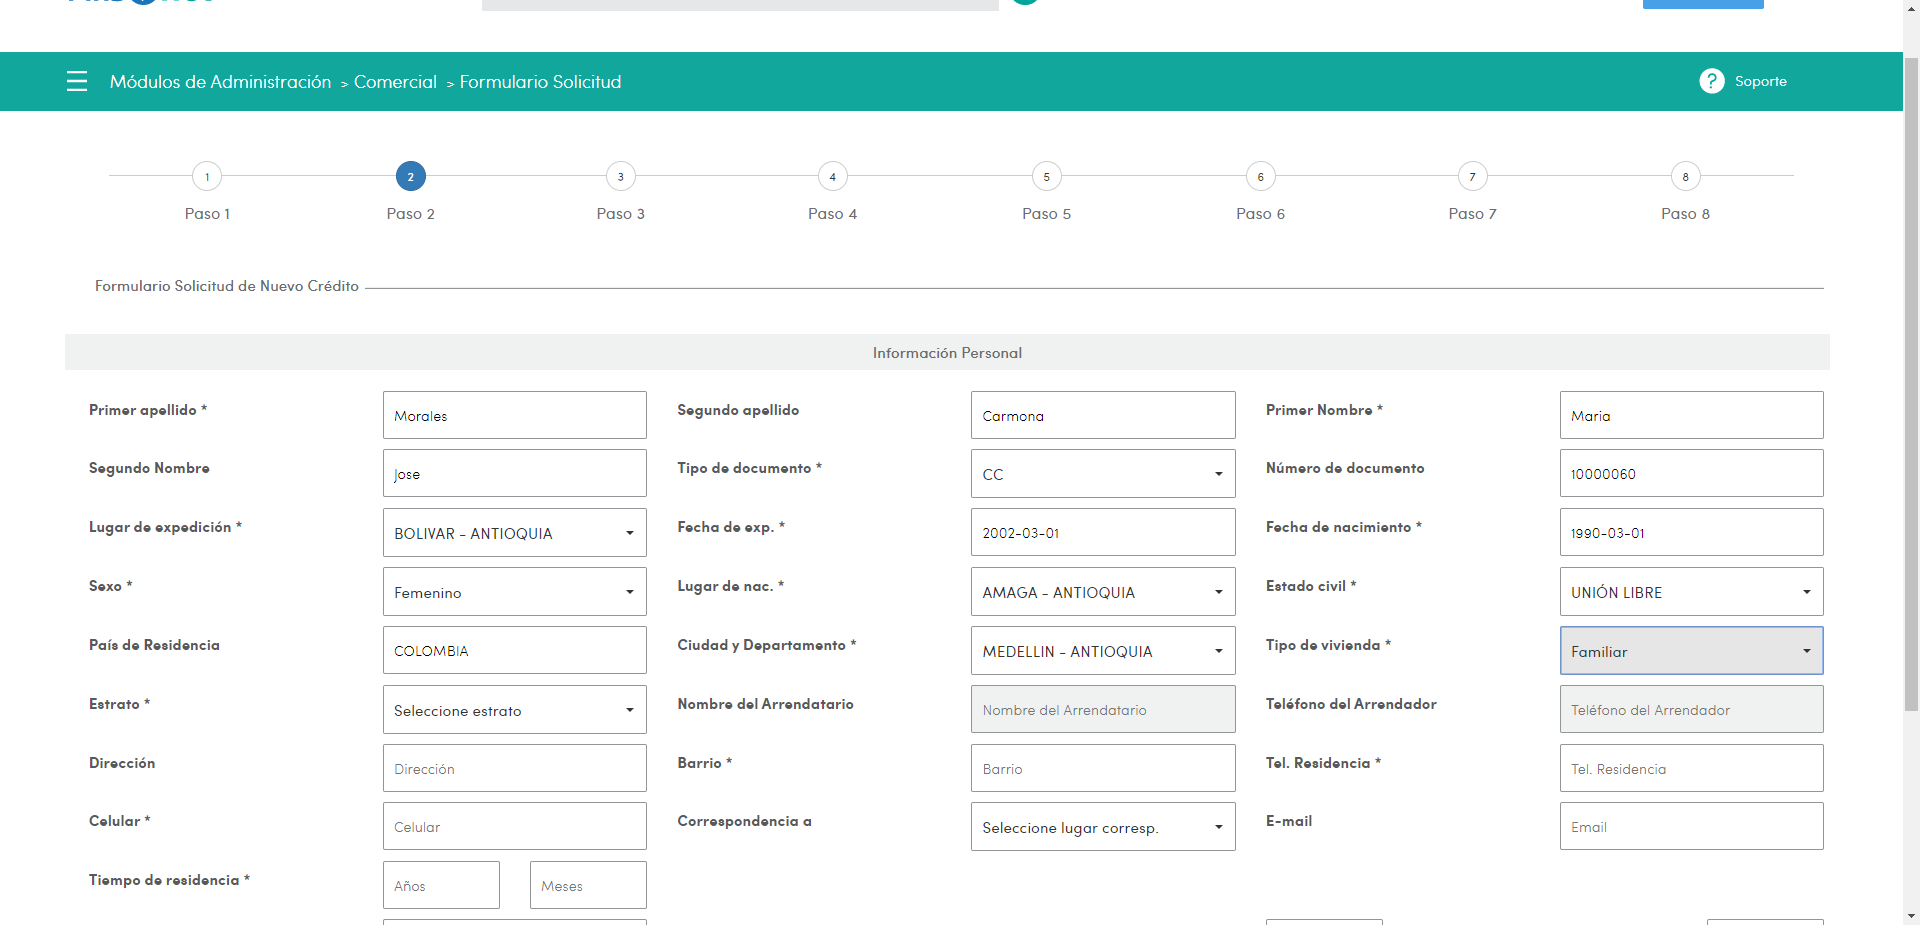 Módulos de Administración > Comercial > Formulario Solicitud
? Soporte
1 2 3 4 5 6 7 8
Paso 1 Paso 2 Paso 3 Paso 4 Paso 5 Paso 6 Paso 7 Paso 8
Formulario Solicitud de Nuevo Crédito
Información Personal
Primer apellido * Morales Segundo apellido Carmona Primer Nombre * Maria
Segundo Nombre Jose Tipo de documento * CC Número de documento 10000060
Lugar de expedición * BOLIVAR - ANTIOQUIA Fecha de exp. * 2002-03-01 Fecha de nacimiento * 1990-03-01
Sexo * Femenino Lugar de nac. * AMAGA - ANTIOQUIA Estado civil * UNIÓN LIBRE
País de Residencia COLOMBIA Ciudad y Departamento * MEDELLIN - ANTIOQUIA Tipo de vivienda * Familiar
Estrato * Seleccione estrato Nombre del Arrendatario Nombre del Arrendatario Teléfono del Arrendador Teléfono del Arrendador
Dirección Dirección Barrio * Barrio Tel. Residencia * Tel. Residencia
Celular * Celular Correspondencia a Seleccione lugar corresp. E-mail Email
Tiempo de residencia * Años Meses